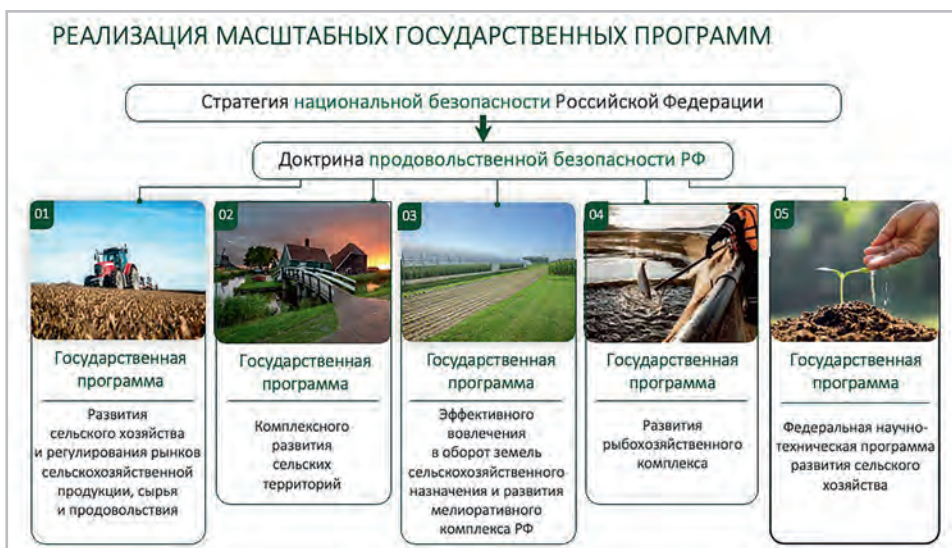 РЕАЛИЗАЦИЯ МАСШТАБНЫХ ГОСУДАРСТВЕННЫХ ПРОГРАММ
Стратегия национальной безопасности Российской Федерации
Доктрина продовольственной безопасности РФ
01
Государственная
программа
Развития
сельского хозяйства
и регулирования рынков
сельскохозяйственной
продукции, сырья
и продовольствия
02
Государственная
программа
Комплексного
развития
сельских
территорий
03
Государственная
программа
Эффективного
вовлечения
в оборот земель
сельскохозяйственного
назначения и развития
мелиоративного
комплекса РФ
04
Государственная
программа
Развития
рыбохозяйственного
комплекса
05
Государственная
программа
Федеральная научно-
техническая программа
развития сельского
хозяйства